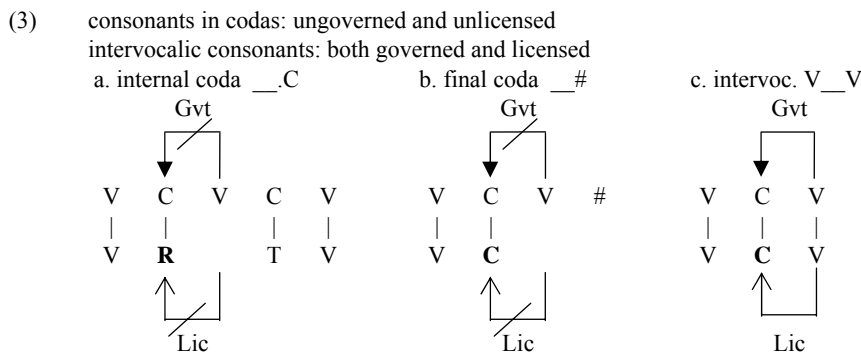 (3) consonants in codas: ungoverned and unlicensed
intervocalic consonants: both governed and licensed
a. internal coda __.C b. final coda __# c. intervoc. V__V
Gvt Gvt Gvt
V C V C V V C V # V C V
| | | | | | | | |
V R T V V C V C V
Lic Lic Lic